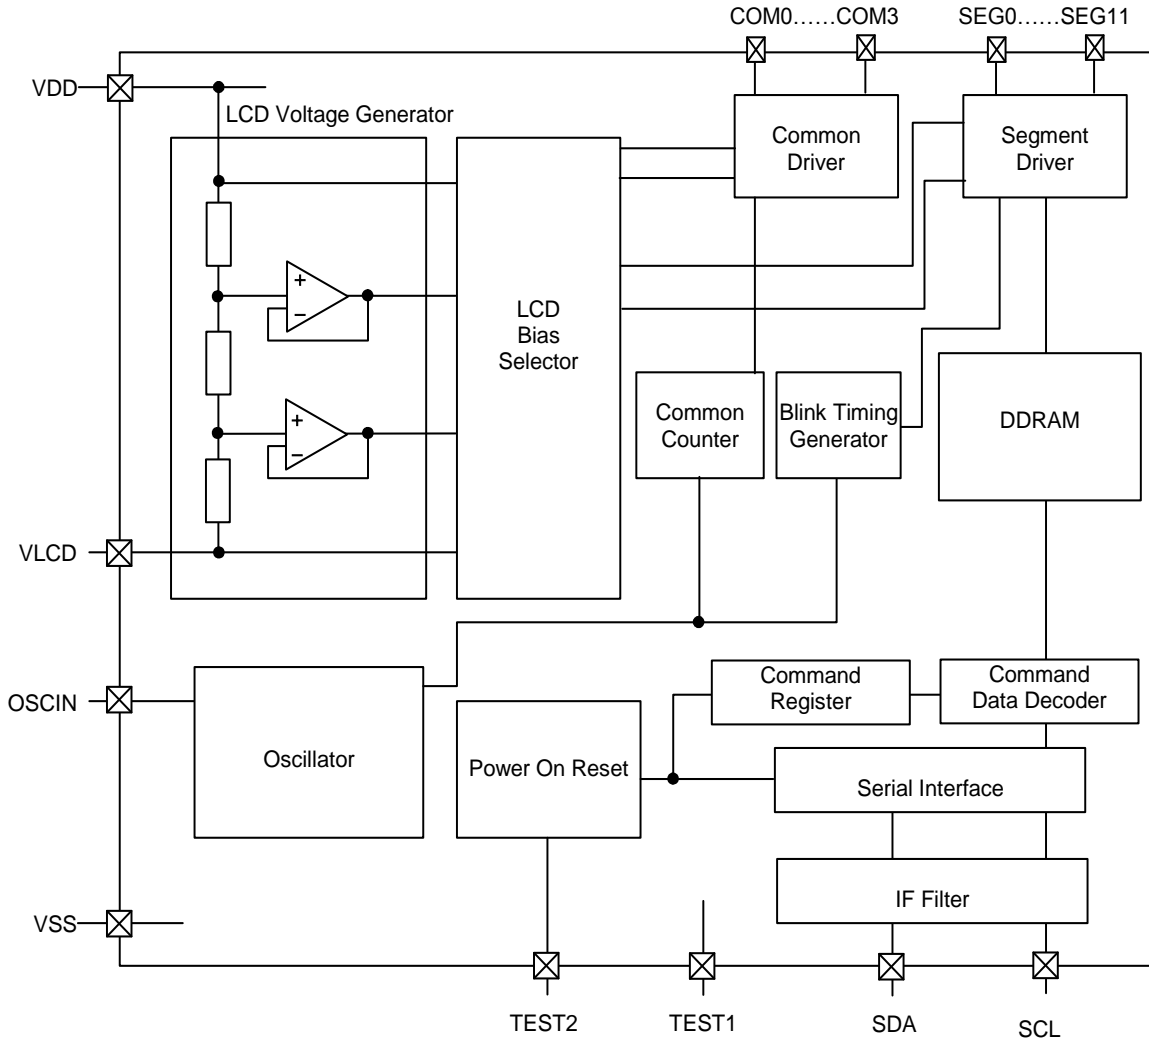 COM0......COM3
SEG0......SEG11
VDD
LCD Voltage Generator
Common
Driver
Segment
Driver
+
−
LCD
Bias
Selector
Common
Counter
Blink Timing
Generator
DDRAM
+
−
VLCD
OSCIN
Oscillator
Power On Reset
Command
Register
Command
Data Decoder
Serial Interface
IF Filter
VSS
TEST2
TEST1
SDA
SCL